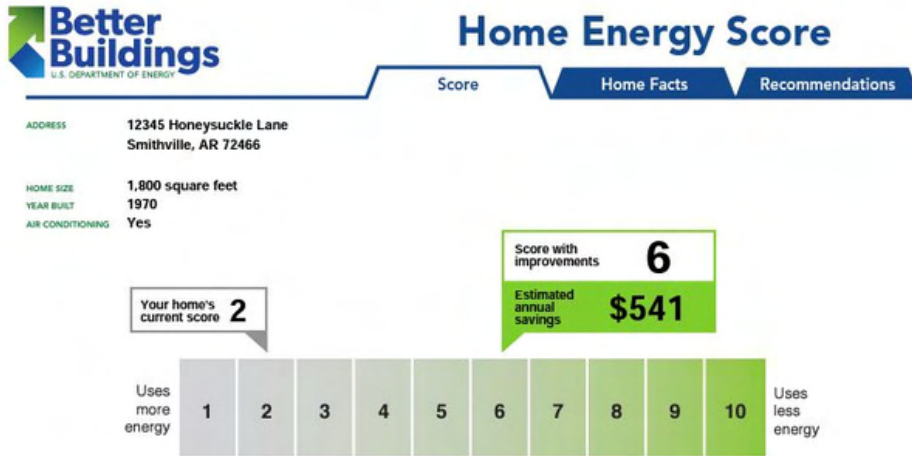 Better
Buildings
U.S. DEPARTMENT OF ENERGY
Home Energy Score
Score
Home Facts
Recommendations
ADDRESS 12345 Honeysuckle Lane
Smithville, AR 72466
HOME SIZE 1,800 square feet
YEAR BUILT 1970
AIR CONDITIONING Yes
Score with
improvements 6
Estimated
annual
savings $541
Your home's
current score 2
Uses
more
energy
1 2 3 4 5 6 7 8 9 10
Uses
less
energy